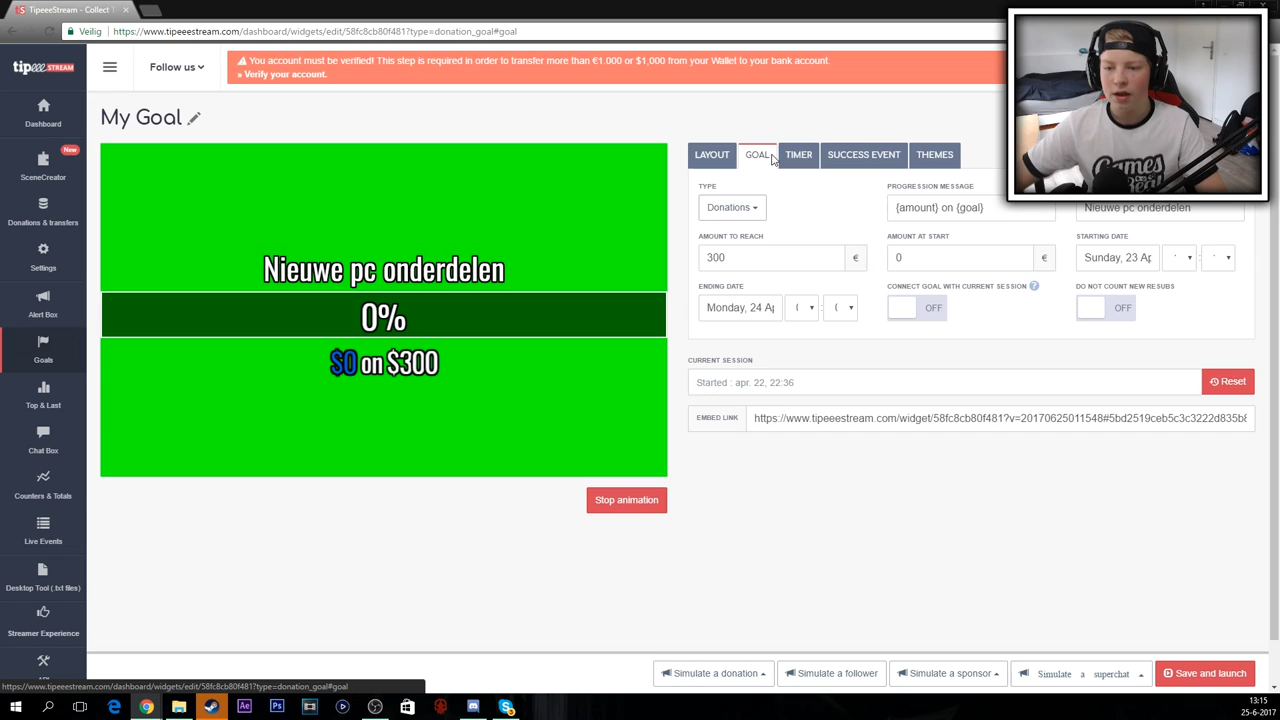 TipeeeStream - Collect T
Veilig
https://www.tipeeestream.com/dashboard/widgets/edit/58fc8cb80f481?type=donation_goal#goal
tipeeeSTREAM
Follow us
You account must be verified! This step is required in order to transfer more than €1.000 or $1,000 from your Wallet to your bank account.
» Verify your account.
Dashboard
New
SceneCreator
Donations & transfers
Settings
Alert Box
Goals
Top & Last
Chat Box
Counters & Totals
Live Events
Desktop Tool (.txt files)
Streamer Experience
API
My Goal
Nieuwe pc onderdelen
0%
$0 on $300
Stop animation
LAYOUT
GOAL
TIMER
SUCCESS EVENT
THEMES
TYPE
PROGRESSION MESSAGE
Donations
{amount} on {goal}
Nieuwe pc onderdelen
AMOUNT TO REACH
AMOUNT AT START
STARTING DATE
300 €
0 €
Sunday, 23 Ap
ENDING DATE
CONNECT GOAL WITH CURRENT SESSION ?
DO NOT COUNT NEW RESUBS
Monday, 24 Ap
OFF
OFF
CURRENT SESSION
Started : apr. 22, 22:36
Reset
EMBED LINK
https://www.tipeeestream.com/widget/58fc8cb80f481?v=20170625011548#5bd2519ceb5c3c3222d835b8
GAMES
Simulate a donation
Simulate a follower
Simulate a sponsor
Simulate a superchat
Save and launch
https://www.tipeeestream.com/dashboard/widgets/edit/58fc8cb80f481?type=donation_goal#goal
Ae
Ps
13:15
25-6-2017